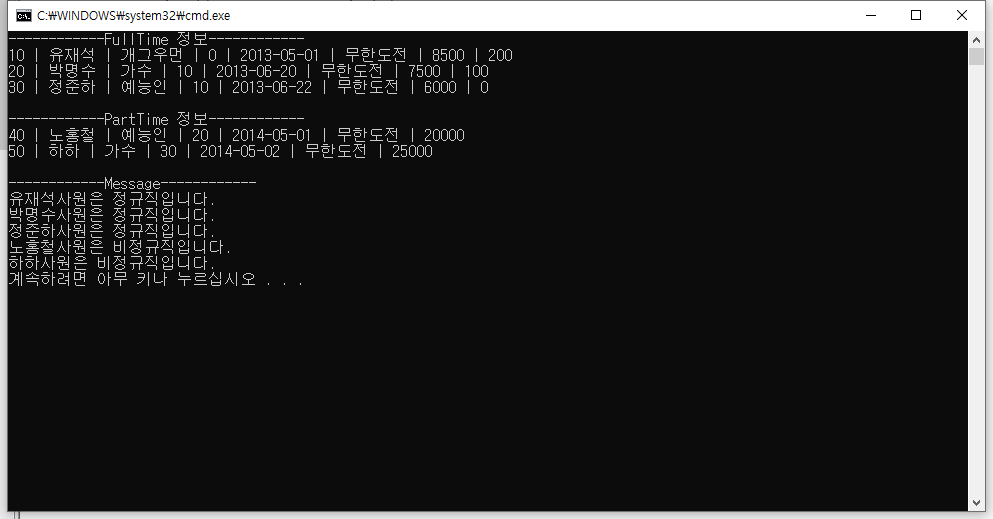 C:₩WINDOWS₩system32₩cmd.exe
------------FullTime 정보------------
10 | 유재석 | 개그우먼 | 0 | 2013-05-01 | 무한도전 | 8500 | 200
20 | 박명수 | 가수 | 10 | 2013-06-20 | 무한도전 | 7500 | 100
30 | 정준하 | 예능인 | 10 | 2013-06-22 | 무한도전 | 6000 | 0
------------PartTime 정보------------
40 | 노홍철 | 예능인 | 20 | 2014-05-01 | 무한도전 | 20000
50 | 하하 | 가수 | 30 | 2014-05-02 | 무한도전 | 25000
------------Message------------
유재석사원은 정규직입니다.
박명수사원은 정규직입니다.
정준하사원은 정규직입니다.
노홍철사원은 비정규직입니다.
하하사원은 비정규직입니다.
계속하려면 아무 키나 누르십시오 . . .